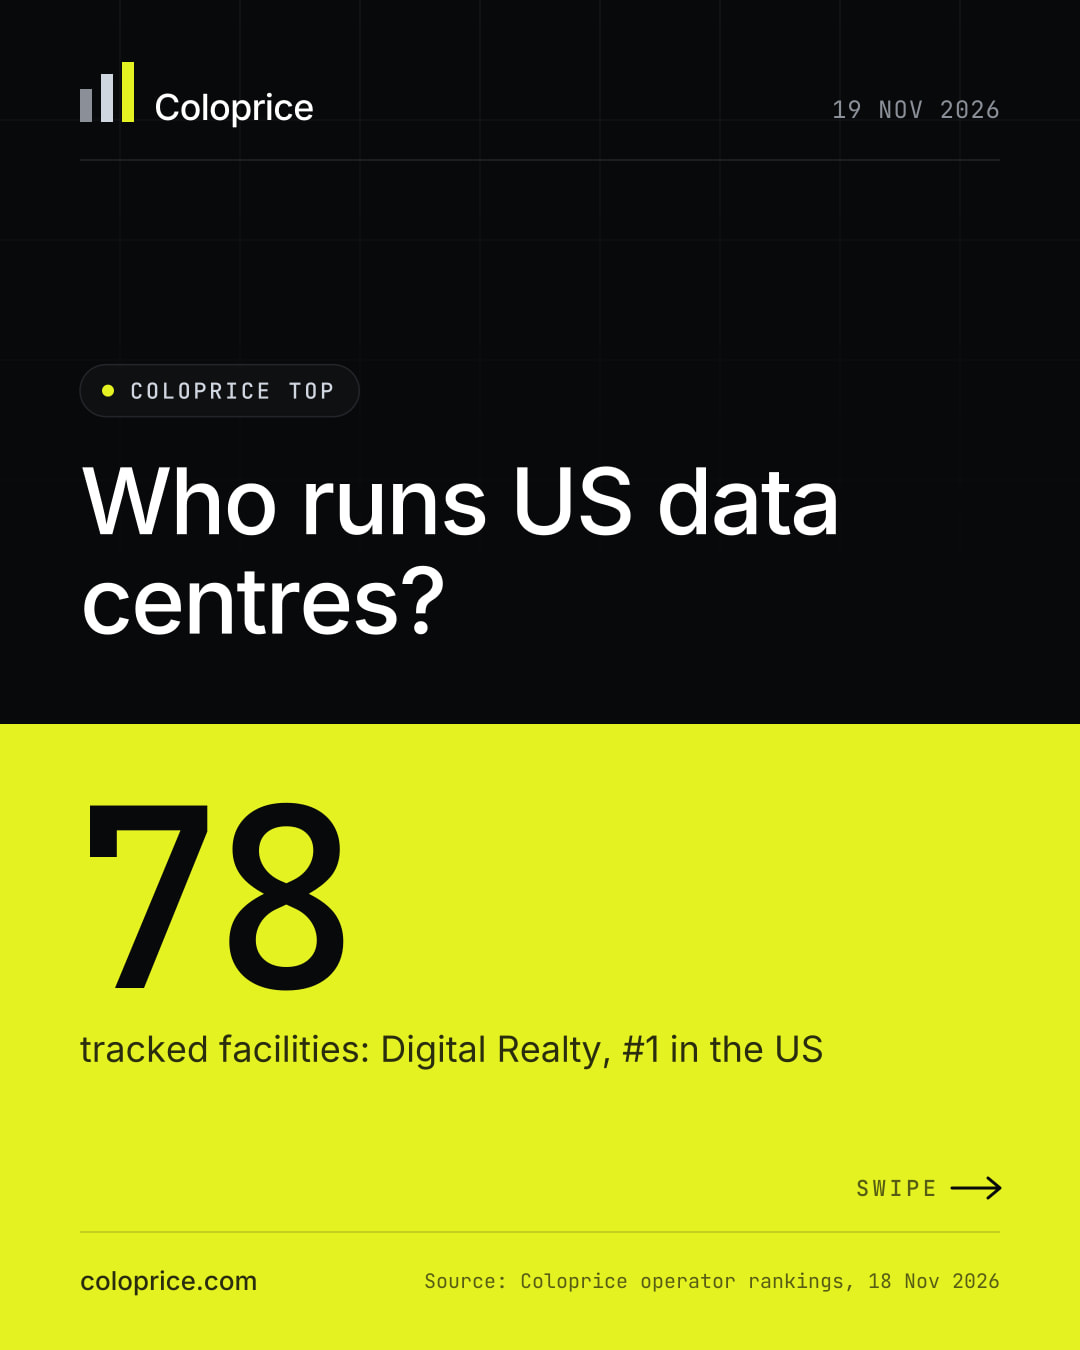 Coloprice
19 NOV 2026
COLOPRICE TOP
Who runs US data
centres?
78
tracked facilities: Digital Realty, #1 in the US
SWIPE
coloprice.com
Source: Coloprice operator rankings, 18 Nov 2026